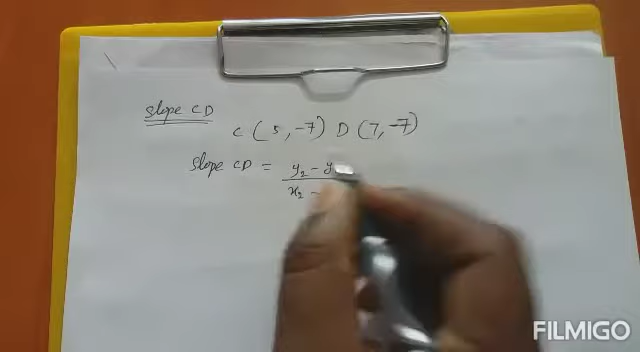 Slope CD
C (5, -7) D (7, -7)
Slope CD = y₂ - y
x₂ -
FILMIGO